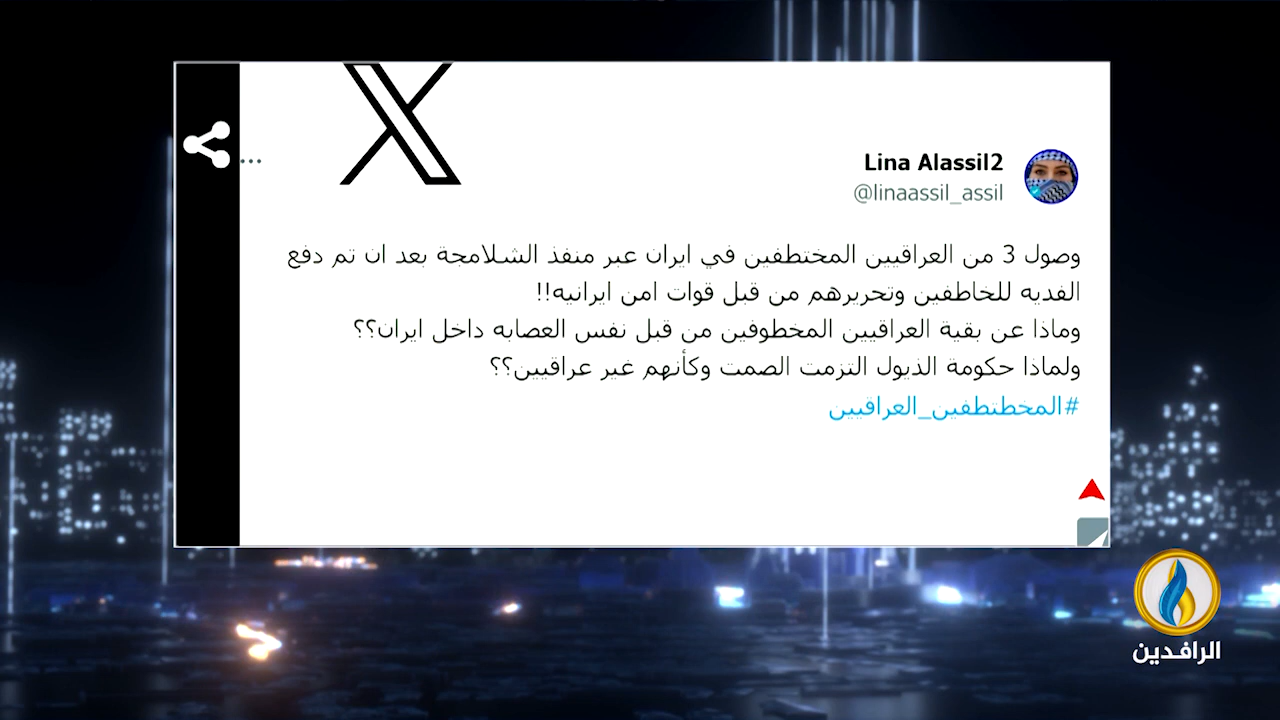 Lina Alassil2
@linaassil_assil
وصول 3 من العراقيين المختطفين في ايران عبر منفذ الشلامجة بعد ان تم دفع
الفديه للخاطفين وتحريرهم من قبل قوات امن ايرانيه!!
وماذا عن بقية العراقيين المخطوفين من قبل نفس العصابه داخل ايران؟؟
ولماذا حكومة الذيول التزمت الصمت وكأنهم غير عراقيين؟؟
#المخطتطفين_العراقيين
الرافدين